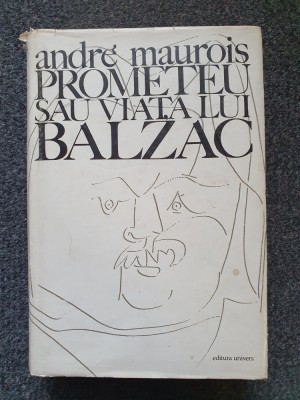 andré maurois
PROMETEU
SAU VIAȚA LUI
BALZAC
editura univers